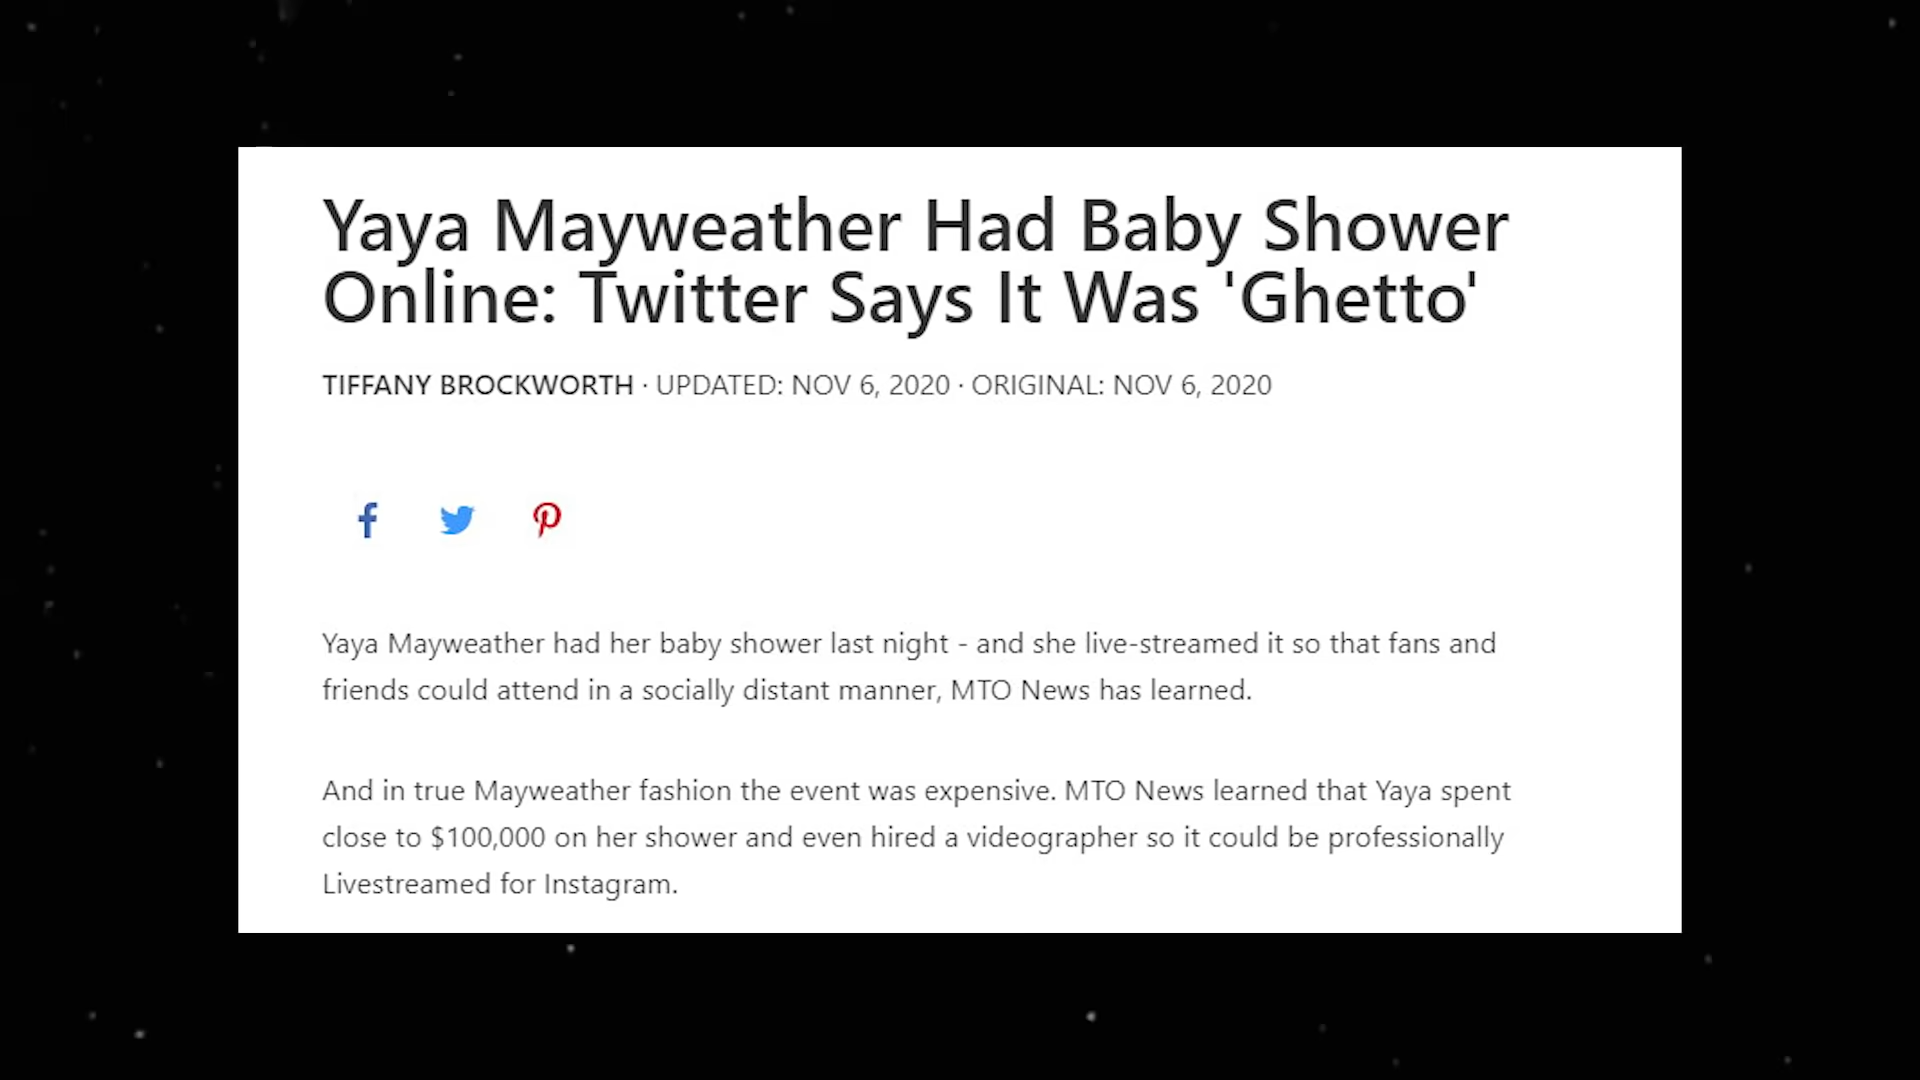 Yaya Mayweather Had Baby Shower
Online: Twitter Says It Was 'Ghetto'
TIFFANY BROCKWORTH · UPDATED: NOV 6, 2020 · ORIGINAL: NOV 6, 2020
Yaya Mayweather had her baby shower last night - and she live-streamed it so that fans and
friends could attend in a socially distant manner, MTO News has learned.
And in true Mayweather fashion the event was expensive. MTO News learned that Yaya spent
close to $100,000 on her shower and even hired a videographer so it could be professionally
Livestreamed for Instagram.